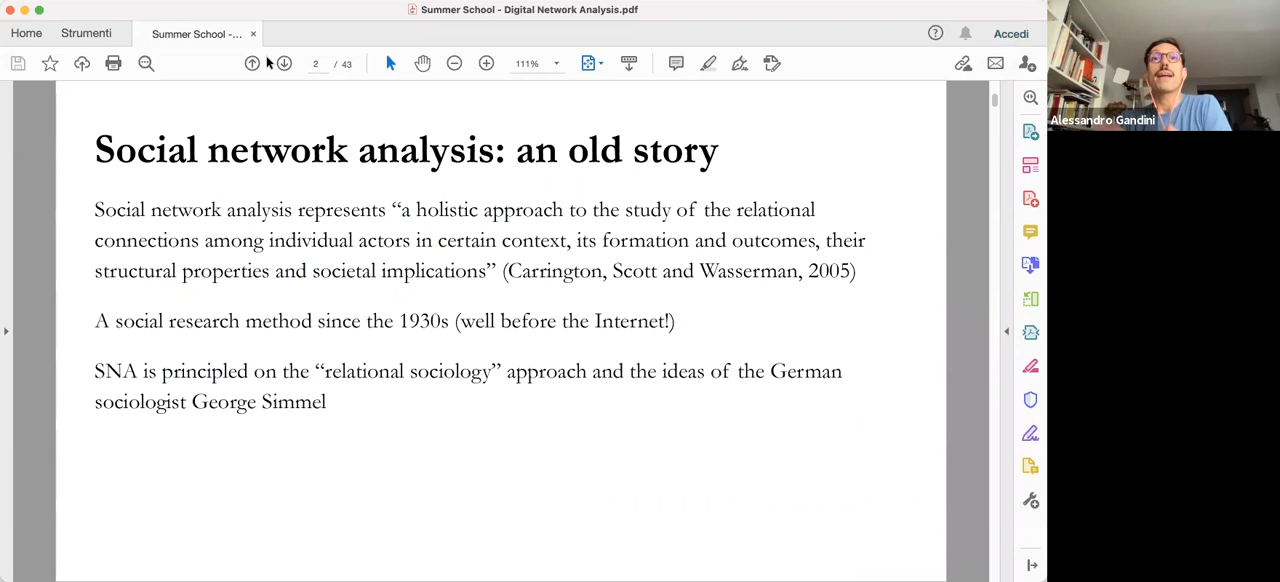 Summer School - Digital Network Analysis.pdf
Home Strumenti Summer School -... × ? Accedi
2 / 43 111%
Alessandro Gandini
Social network analysis: an old story
Social network analysis represents “a holistic approach to the study of the relational
connections among individual actors in certain context, its formation and outcomes, their
structural properties and societal implications” (Carrington, Scott and Wasserman, 2005)
A social research method since the 1930s (well before the Internet!)
SNA is principled on the “relational sociology” approach and the ideas of the German
sociologist George Simmel